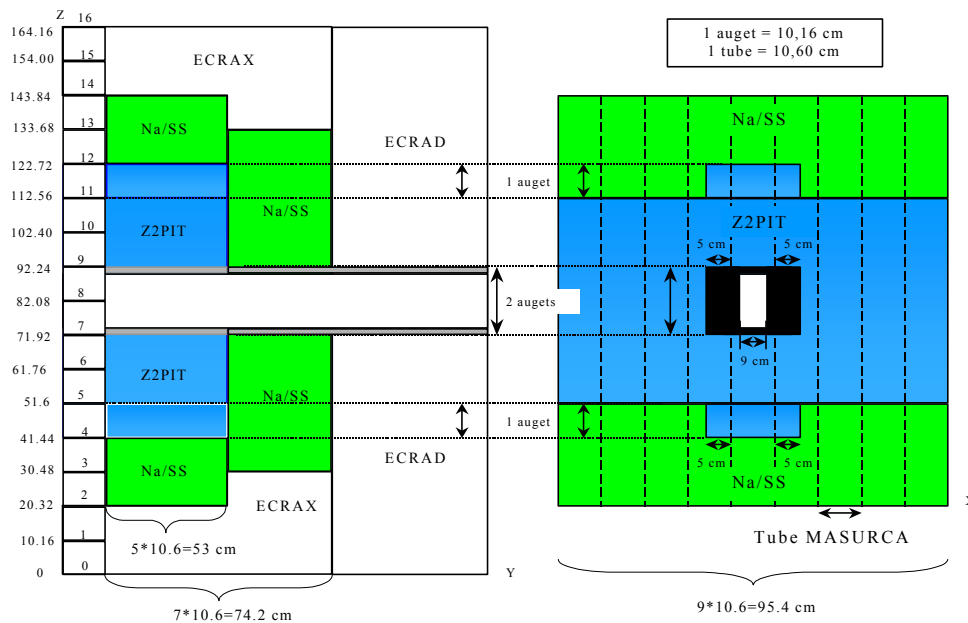 Z 16
164.16
15
154.00
ECRAX
14
143.84
13
133.68
Na/SS
ECRAD
12
122.72
11
112.56
1 auget
Na/SS
10
102.40
Z2PIT
9
92.24
8
82.08
2 augets
7
71.92
6
61.76
Z2PIT
5
51.6
Na/SS
4
41.44
1 auget
3
30.48
Na/SS
ECRAD
2
20.32
ECRAX
1
10.16
5*10.6=53 cm
0
0
Y
7*10.6=74.2 cm
1 auget = 10,16 cm
1 tube = 10,60 cm
Na/SS
Z2PIT
5 cm
5 cm
9 cm
5 cm
5 cm
Na/SS
X
Tube MASURCA
9*10.6=95.4 cm